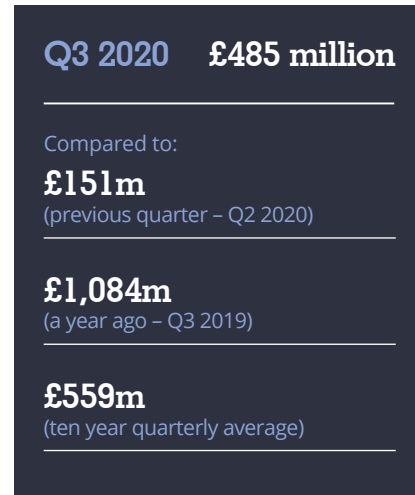 Q3 2020 £485 million
Compared to:
£151m
(previous quarter – Q2 2020)
£1,084m
(a year ago – Q3 2019)
£559m
(ten year quarterly average)